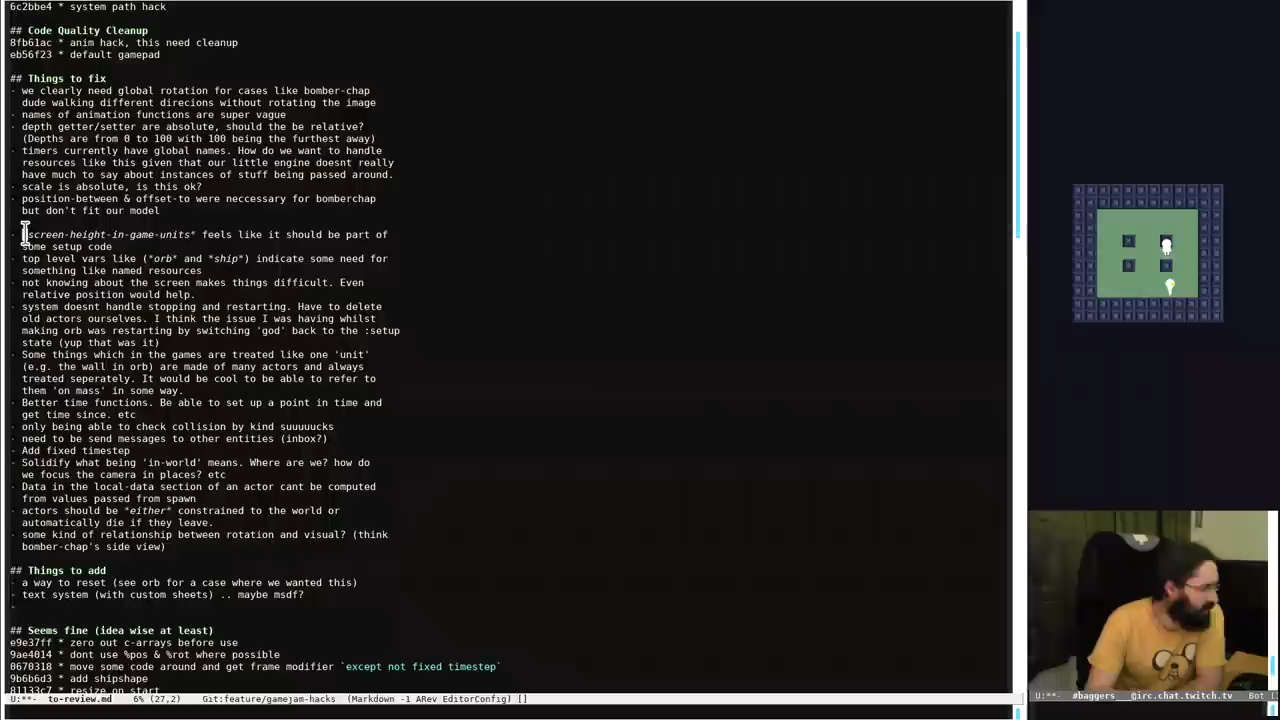 6c2bbe4 * system path hack
## Code Quality Cleanup
8fb61ac * anim hack, this need cleanup
eb56f23 * default gamepad
## Things to fix
- we clearly need global rotation for cases like bomber-chap
dude walking different direcions without rotating the image
- names of animation functions are super vague
- depth getter/setter are absolute, should the be relative?
(Depths are from 0 to 100 with 100 being the furthest away)
- timers currently have global names. How do we want to handle
resources like this given that our little engine doesnt really
have much to say about instances of stuff being passed around.
- scale is absolute, is this ok?
- position-between & offset-to were neccessary for bomberchap
but don't fit our model
- *screen-height-in-game-units* feels like it should be part of
some setup code
- top level vars like (*orb* and *ship*) indicate some need for
something like named resources
- not knowing about the screen makes things difficult. Even
relative position would help.
- system doesnt handle stopping and restarting. Have to delete
old actors ourselves. I think the issue I was having whilst
making orb was restarting by switching 'god' back to the :setup
state (yup that was it)
- Some things which in the games are treated like one 'unit'
(e.g. the wall in orb) are made of many actors and always
treated seperately. It would be cool to be able to refer to
them 'on mass' in some way.
- Better time functions. Be able to set up a point in time and
get time since. etc
- only being able to check collision by kind suuuuucks
- need to be send messages to other entities (inbox?)
- Add fixed timestep
- Solidify what being 'in-world' means. Where are we? how do
we focus the camera in places? etc
- Data in the local-data section of an actor cant be computed
from values passed from spawn
- actors should be *either* constrained to the world or
automatically die if they leave.
- some kind of relationship between rotation and visual? (think
bomber-chap's side view)
## Things to add
- a way to reset (see orb for a case where we wanted this)
- text system (with custom sheets) .. maybe msdf?
-
## Seems fine (idea wise at least)
e9e37ff * zero out c-arrays before use
9ae4014 * dont use %pos & %rot where possible
0670318 * move some code around and get frame modifier `except not fixed timestep`
9b6b6d3 * add shipshape
81133c7 * resize on start
U:**- to-review.md 6% (27,2) Git:feature/gamejam-hacks (Markdown -1 ARev EditorConfig) []
U:**- #baggers__@irc.chat.twitch.tv Bot (